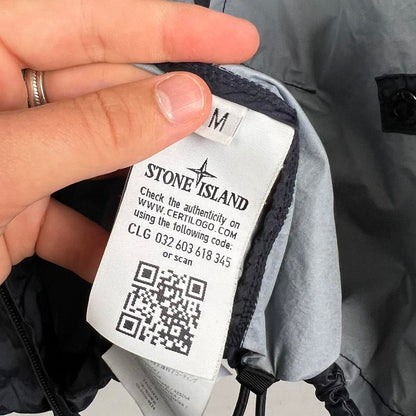 M
STONE ISLAND
Check the authenticity on
www.CERTILOGO.COM
using the following code:
CLG 032 603 618 345
or scan